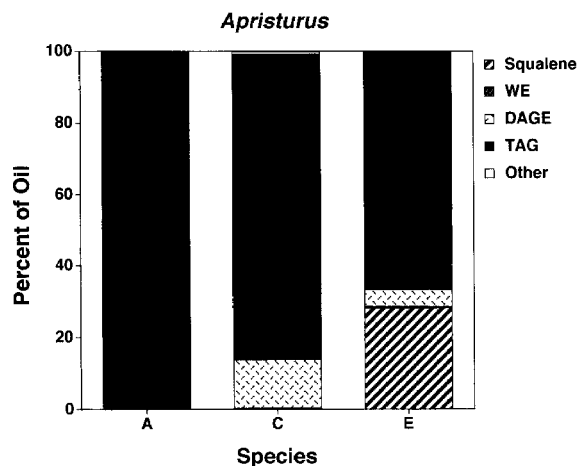 Apristurus
100
80
60
40
20
0
Percent of Oil
A
C
E
Species
Squalene
WE
DAGE
TAG
Other